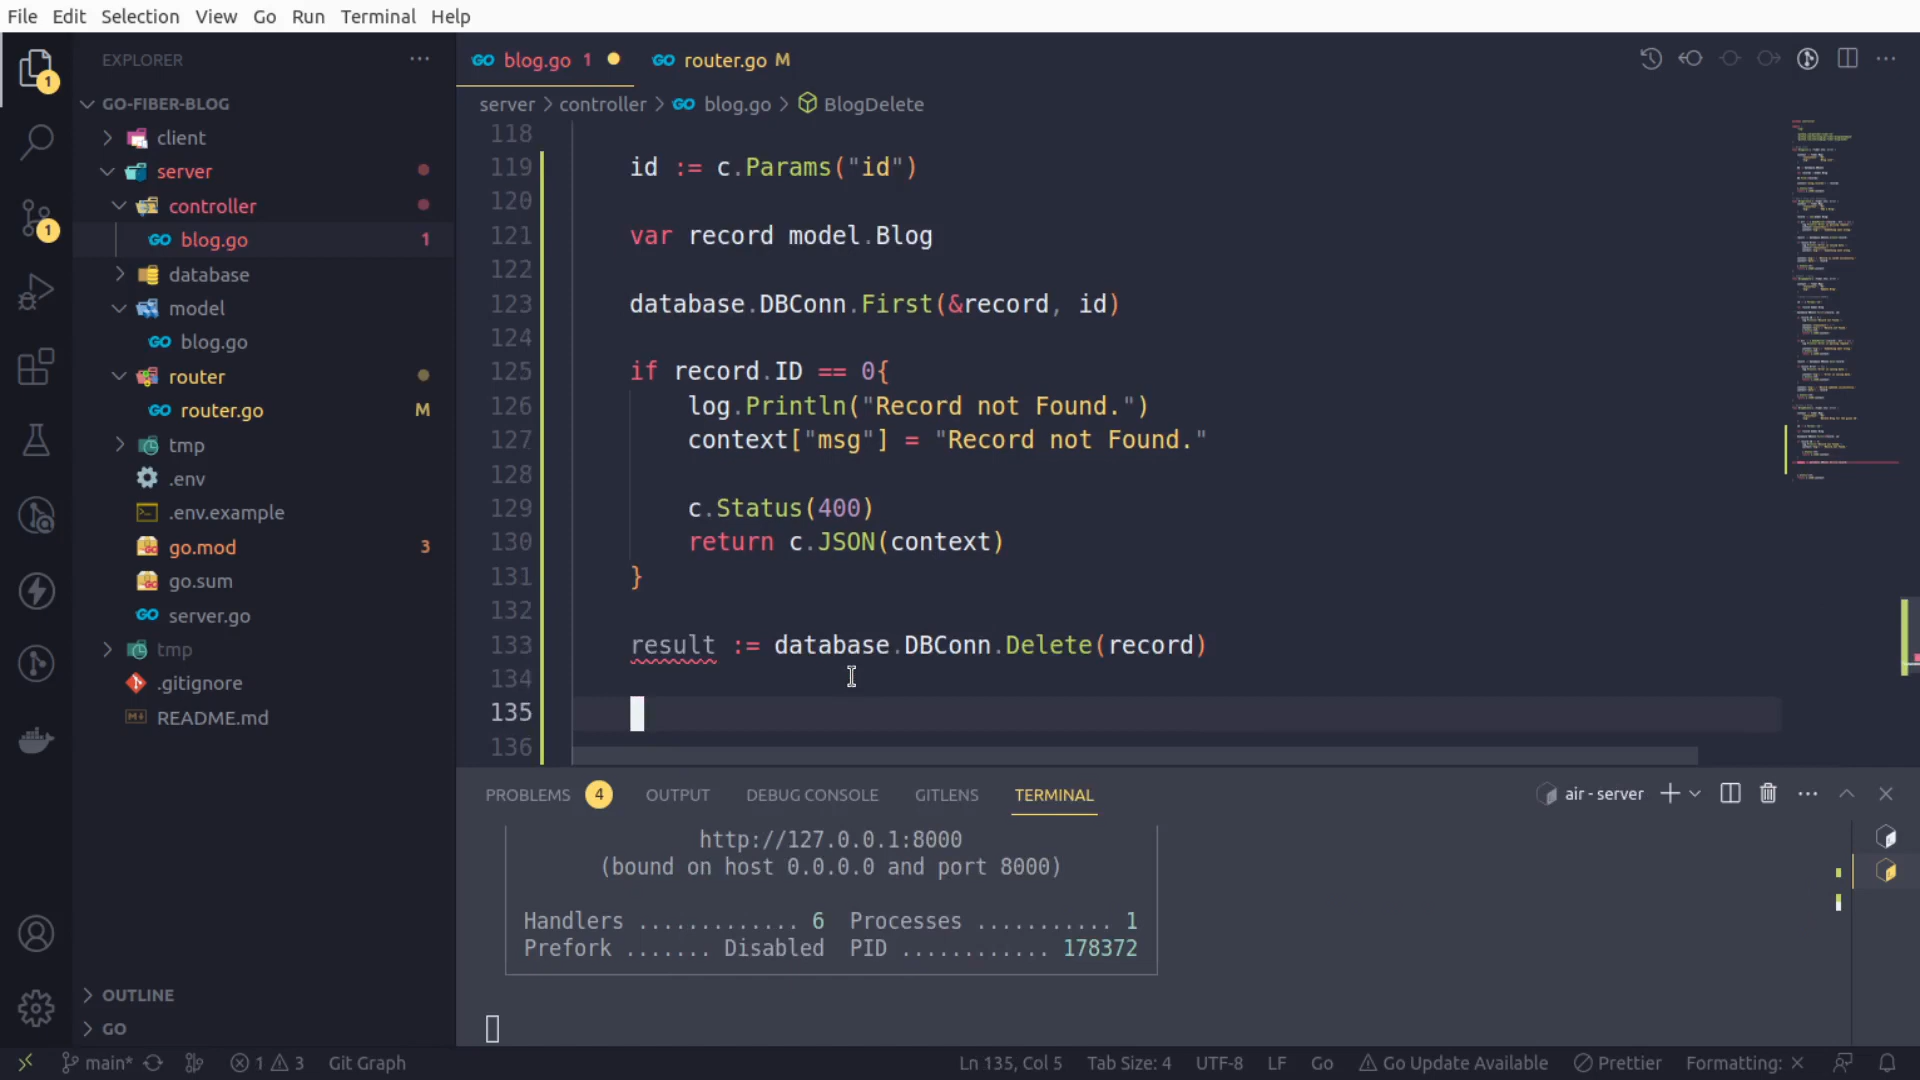 File Edit Selection View Go Run Terminal Help
EXPLORER
GO-FIBER-BLOG
client
server
controller
blog.go 1
database
model
blog.go
router
router.go M
tmp
.env
.env.example
go.mod 3
go.sum
server.go
tmp
.gitignore
README.md
OUTLINE
GO
1
1
blog.go 1
router.go M
server > controller > blog.go > BlogDelete
118
119 id := c.Params("id")
120
121 var record model.Blog
122
123 database.DBConn.First(&record, id)
124
125 if record.ID == 0{
126 log.Println("Record not Found.")
127 context["msg"] = "Record not Found."
128
129 c.Status(400)
130 return c.JSON(context)
131 }
132
133 result := database.DBConn.Delete(record)
134
135
136
PROBLEMS 4 OUTPUT DEBUG CONSOLE GITLENS TERMINAL
air - server
http://127.0.0.1:8000
(bound on host 0.0.0.0 and port 8000)
Handlers ............. 6 Processes ........... 1
Prefork ....... Disabled PID ............ 178372
main* 1 3 Git Graph
Ln 135, Col 5 Tab Size: 4 UTF-8 LF Go Go Update Available Prettier Formatting: ×